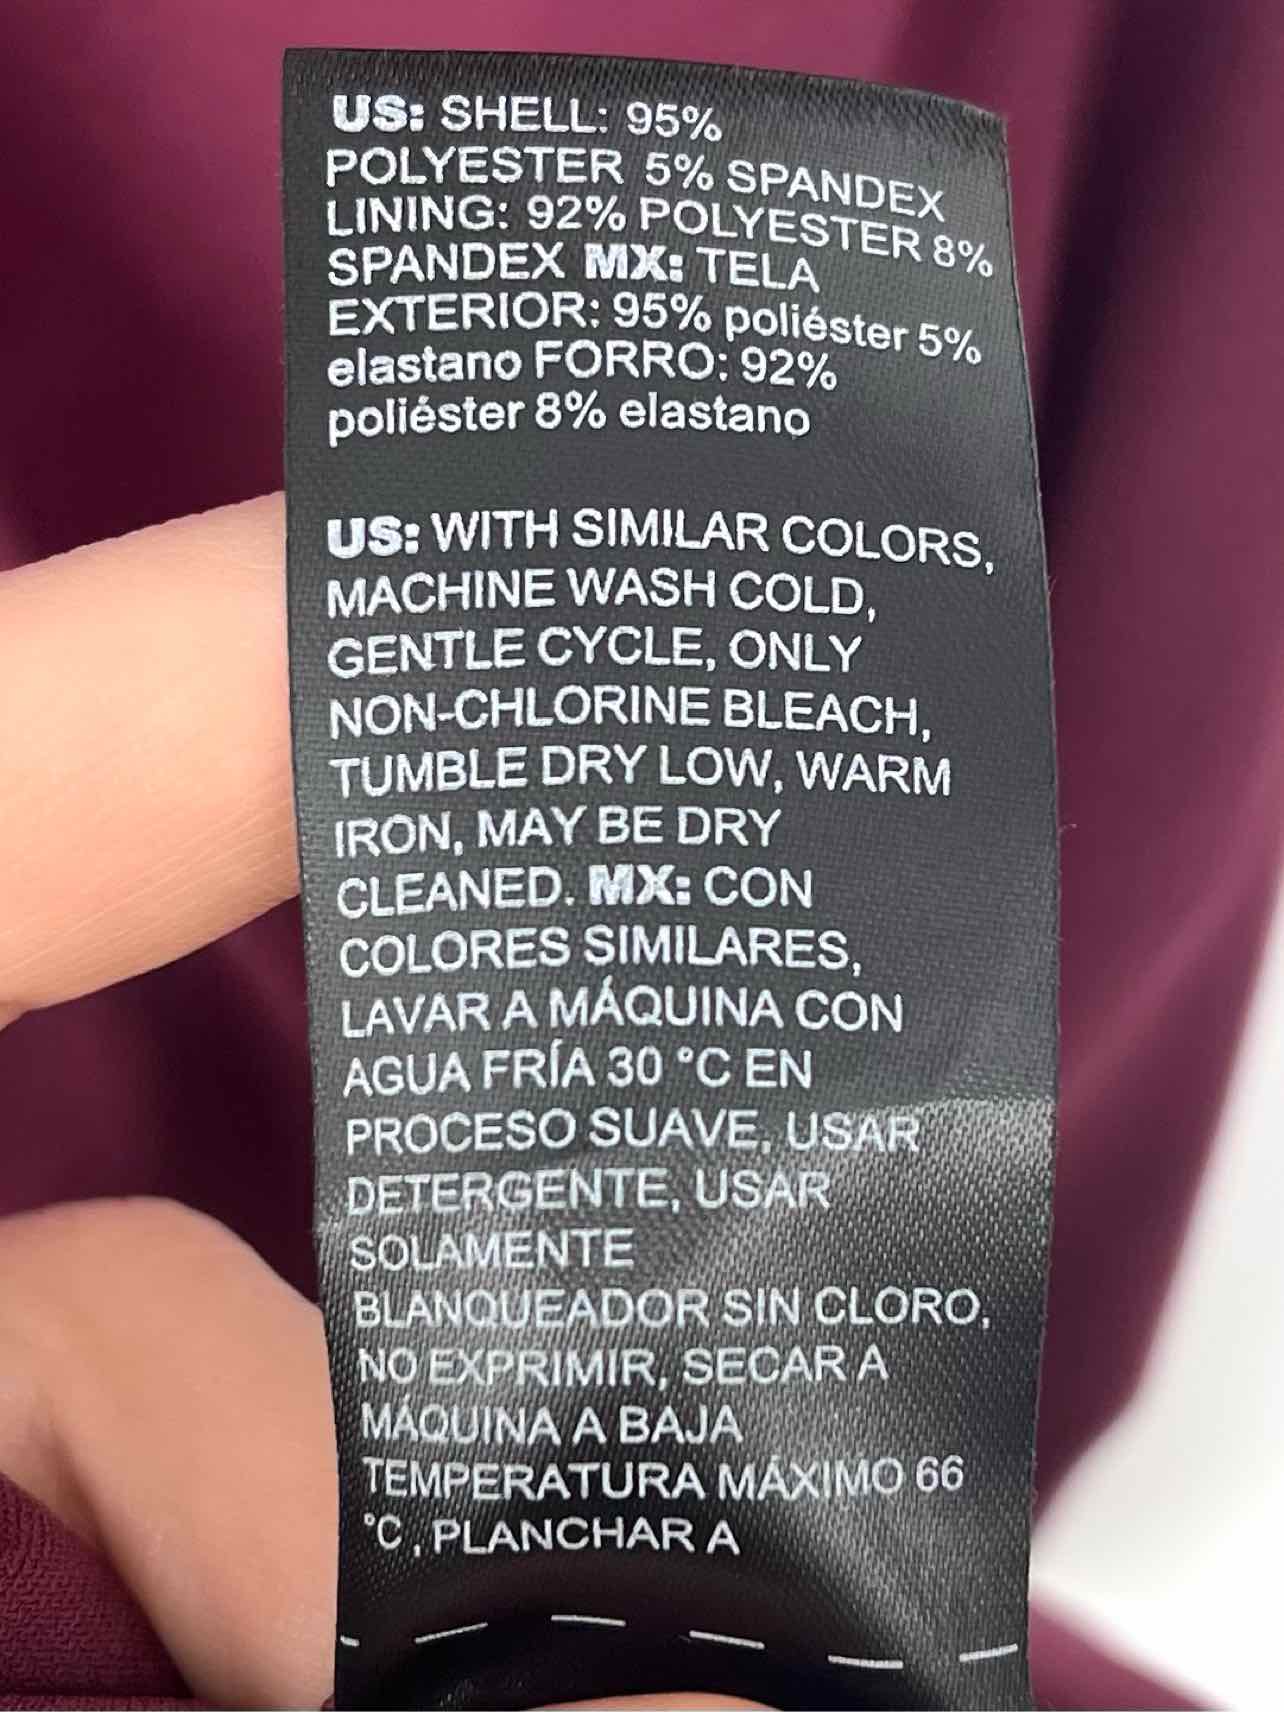 US: SHELL: 95%
POLYESTER 5% SPANDEX
LINING: 92% POLYESTER 8%
SPANDEX MX: TELA
EXTERIOR: 95% poliéster 5%
elastano FORRO: 92%
poliéster 8% elastano
US: WITH SIMILAR COLORS,
MACHINE WASH COLD,
GENTLE CYCLE, ONLY
NON-CHLORINE BLEACH,
TUMBLE DRY LOW, WARM
IRON, MAY BE DRY
CLEANED. MX: CON
COLORES SIMILARES,
LAVAR A MÁQUINA CON
AGUA FRÍA 30 °C EN
PROCESO SUAVE, USAR
DETERGENTE, USAR
SOLAMENTE
BLANQUEADOR SIN CLORO,
NO EXPRIMIR, SECAR A
MÁQUINA A BAJA
TEMPERATURA MÁXIMO 66
°C , PLANCHAR A